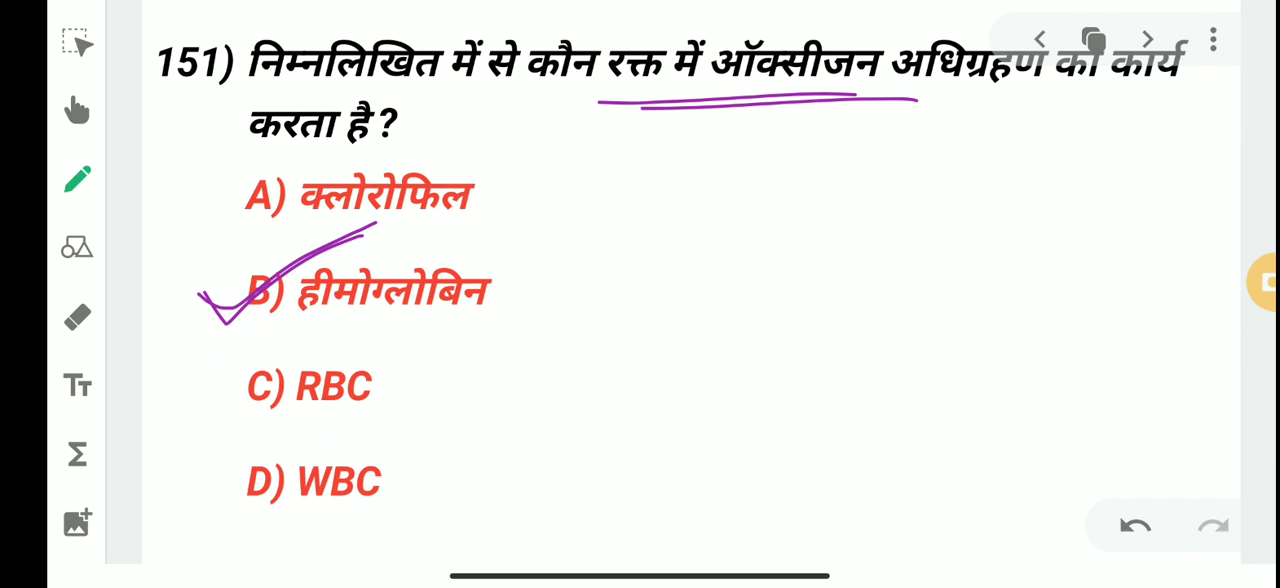 151) निम्नलिखित में से कौन रक्त में ऑक्सीजन अधिग्रहण का कार्य
करता है ?
A) क्लोरोफिल
B) हीमोग्लोबिन
C) RBC
D) WBC